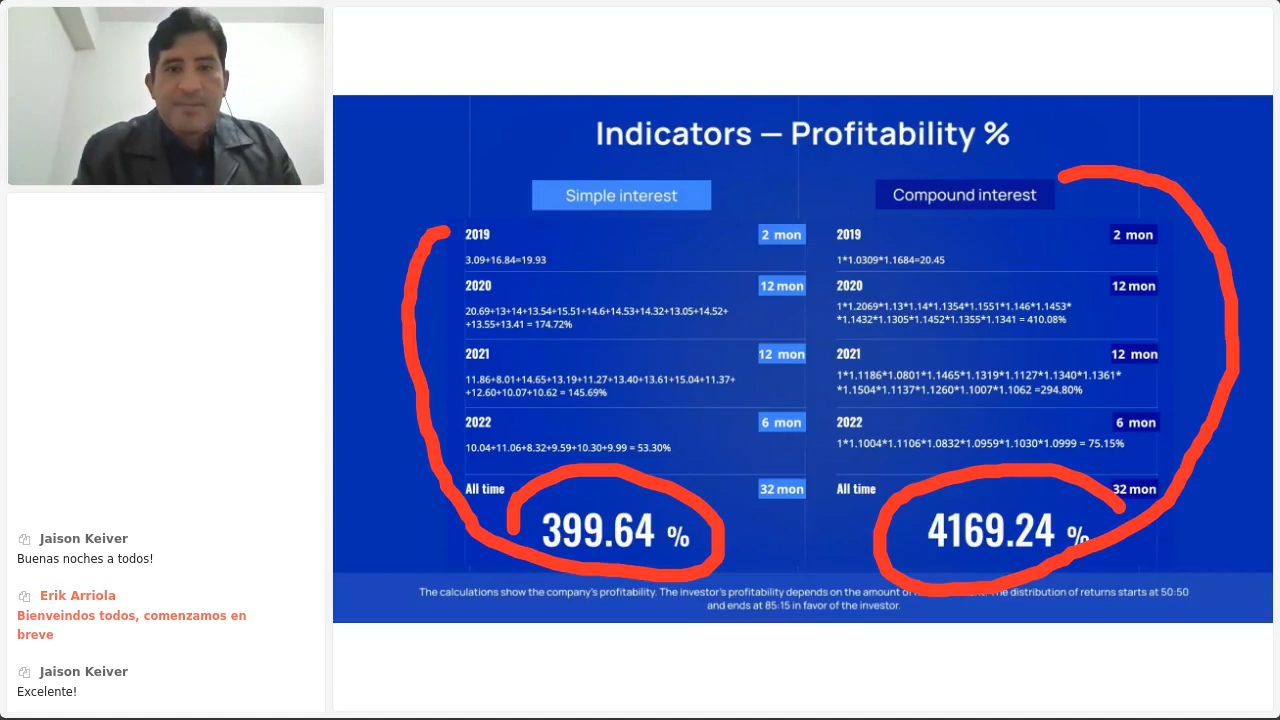 Indicators — Profitability %
Simple interest
2019
2 mon
3.09+16.84=19.93
2020
12 mon
20.69+13+14+13.54+15.51+14.6+14.53+14.32+13.05+14.52+
+13.55+13.41 = 174.72%
2021
12 mon
11.86+8.01+14.65+13.19+11.27+13.40+13.61+15.04+11.37+
+12.60+10.07+10.62 = 145.69%
2022
6 mon
10.04+11.06+8.32+9.59+10.30+9.99 = 53.30%
All time
32 mon
399.64 %
Compound interest
2019
2 mon
1*1.0309*1.1684=20.45
2020
12 mon
1*1.2069*1.13*1.14*1.1354*1.1551*1.146*1.1453*
*1.1432*1.1305*1.1452*1.1355*1.1341 = 410.08%
2021
12 mon
1*1.1186*1.0801*1.1465*1.1319*1.1127*1.1340*1.1361*
*1.1504*1.1137*1.1260*1.1007*1.1062 =294.80%
2022
6 mon
1*1.1004*1.1106*1.0832*1.0959*1.1030*1.0999 = 75.15%
All time
32 mon
4169.24 %
The calculations show the company's profitability. The investor's profitability depends on the amount of The distribution of returns starts at 50:50
and ends at 85:15 in favor of the investor.
Jaison Keiver
Buenas noches a todos!
Erik Arriola
Bienveindos todos, comenzamos en
breve
Jaison Keiver
Excelente!